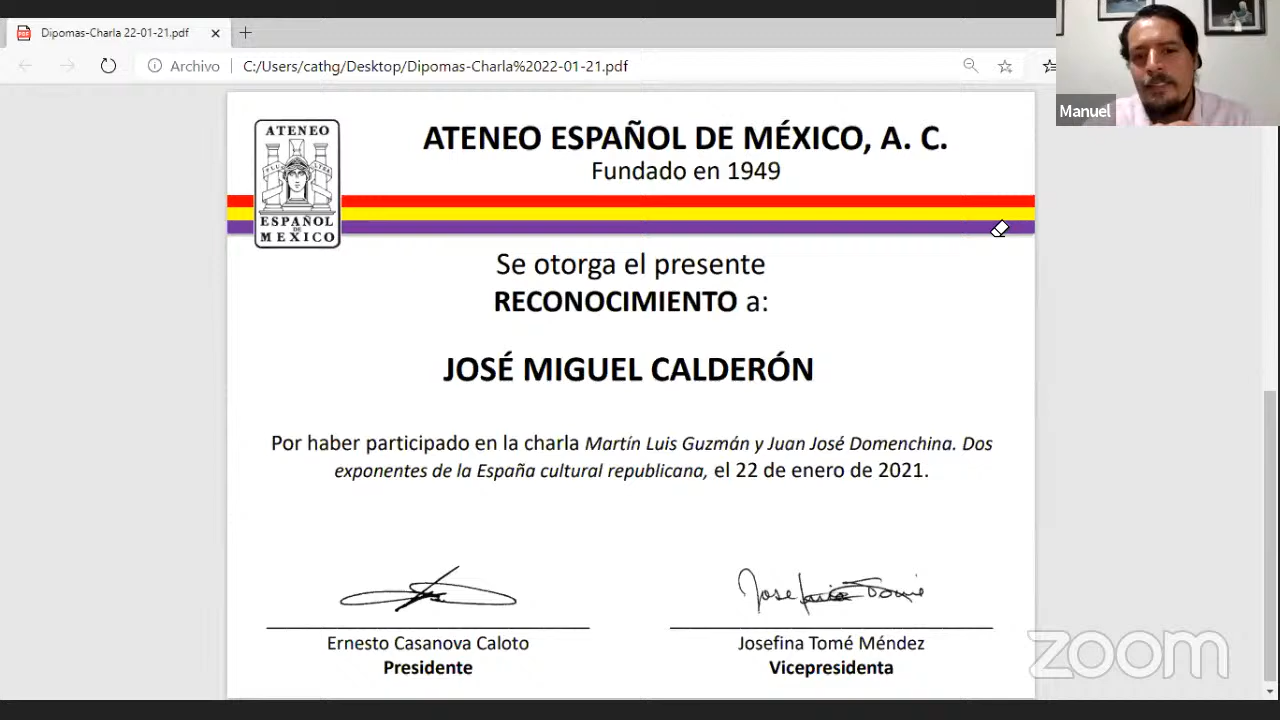 Dipomas-Charla 22-01-21.pdf
Archivo
C:/Users/cathg/Desktop/Dipomas-Charla%2022-01-21.pdf
Manuel
ATENEO
ESPAÑOL
DE
MEXICO
ATENEO ESPAÑOL DE MÉXICO, A. C.
Fundado en 1949
Se otorga el presente
RECONOCIMIENTO a:
JOSÉ MIGUEL CALDERÓN
Por haber participado en la charla Martín Luis Guzmán y Juan José Domenchina. Dos
exponentes de la España cultural republicana, el 22 de enero de 2021.
Josefina Tomé
Ernesto Casanova Caloto
Presidente
Josefina Tomé Méndez
Vicepresidenta
zoom